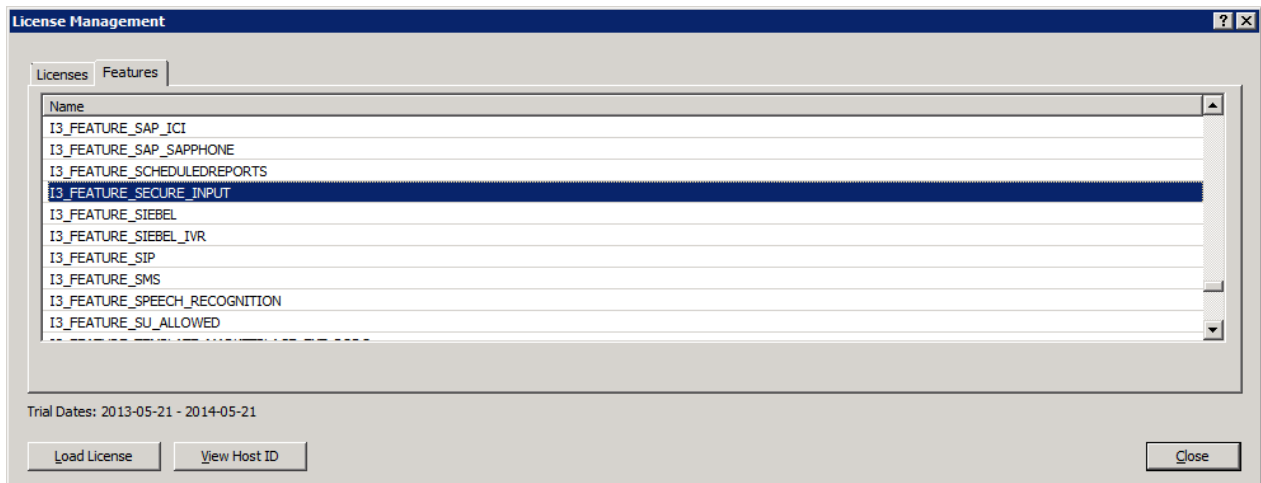 License Management
Licenses Features
Name
I3_FEATURE_SAP_ICI
I3_FEATURE_SAP_SAPPHONE
I3_FEATURE_SCHEDULEDREPORTS
I3_FEATURE_SECURE_INPUT
I3_FEATURE_SIEBEL
I3_FEATURE_SIEBEL_IVR
I3_FEATURE_SIP
I3_FEATURE_SMS
I3_FEATURE_SPEECH_RECOGNITION
I3_FEATURE_SU_ALLOWED
Trial Dates: 2013-05-21 - 2014-05-21
Load License View Host ID Close